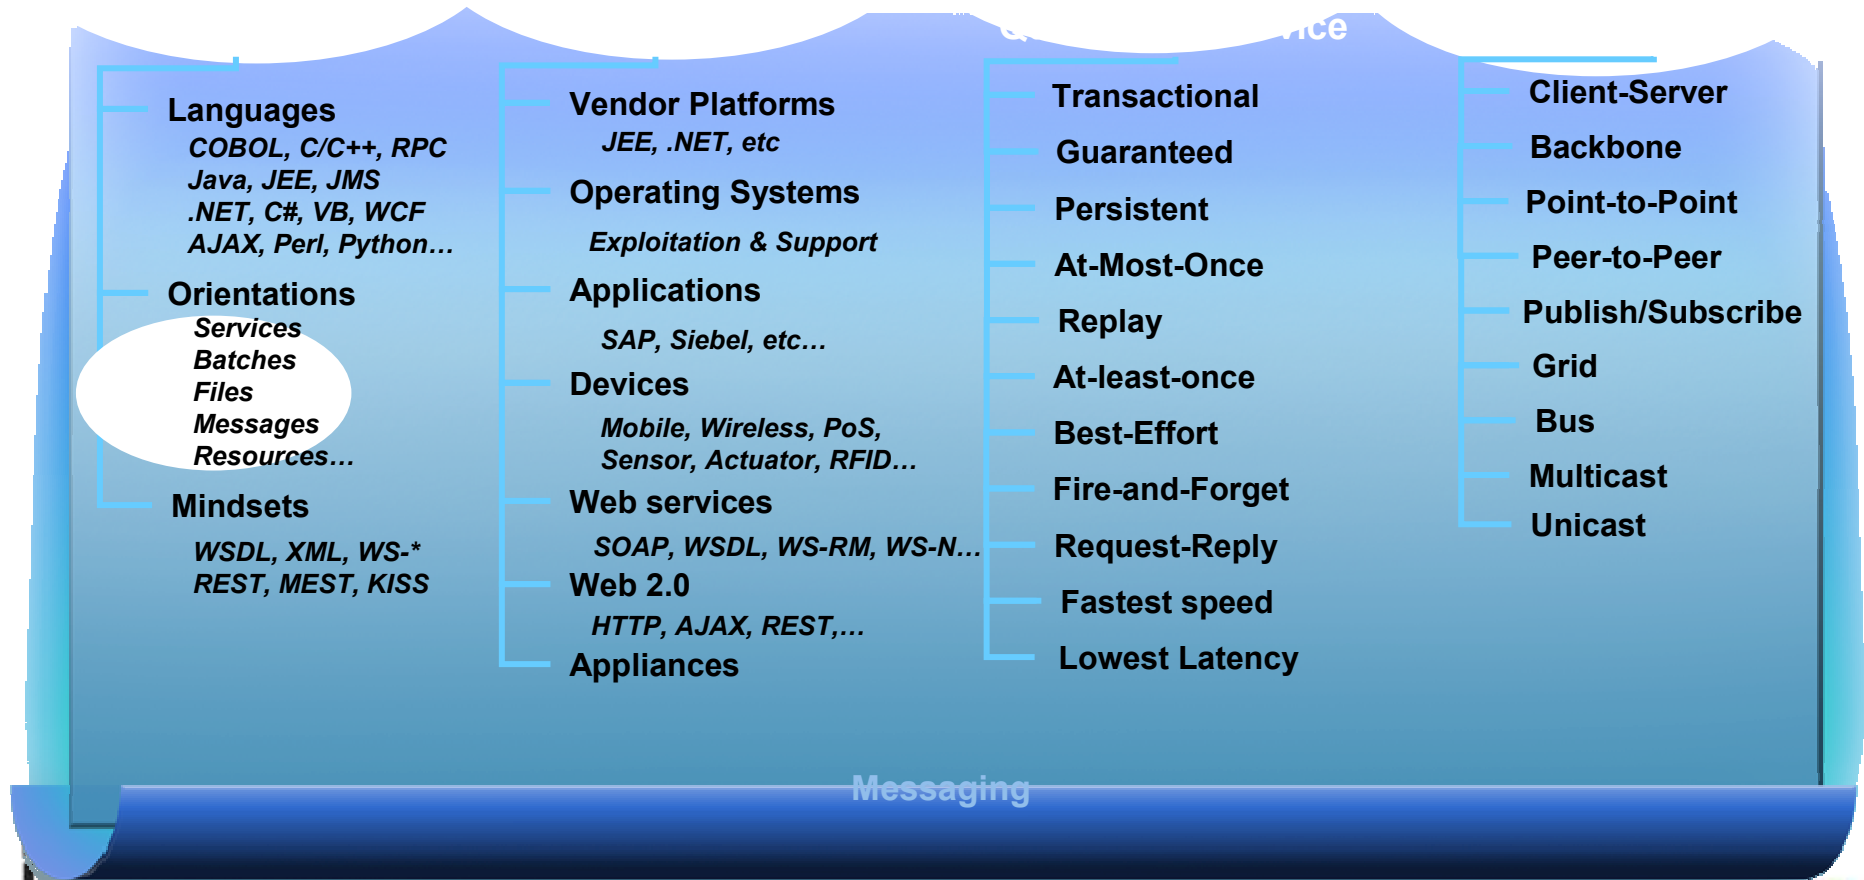 Languages
COBOL, C/C++, RPC
Java, JEE, JMS
.NET, C#, VB, WCF
AJAX, Perl, Python…
Orientations
Services
Batches
Files
Messages
Resources…
Mindsets
WSDL, XML, WS-*
REST, MEST, KISS
Vendor Platforms
JEE, .NET, etc
Operating Systems
Exploitation & Support
Applications
SAP, Siebel, etc…
Devices
Mobile, Wireless, PoS,
Sensor, Actuator, RFID…
Web services
SOAP, WSDL, WS-RM, WS-N…
Web 2.0
HTTP, AJAX, REST,…
Appliances
Transactional
Guaranteed
Persistent
At-Most-Once
Replay
At-least-once
Best-Effort
Fire-and-Forget
Request-Reply
Fastest speed
Lowest Latency
Client-Server
Backbone
Point-to-Point
Peer-to-Peer
Publish/Subscribe
Grid
Bus
Multicast
Unicast
Messaging